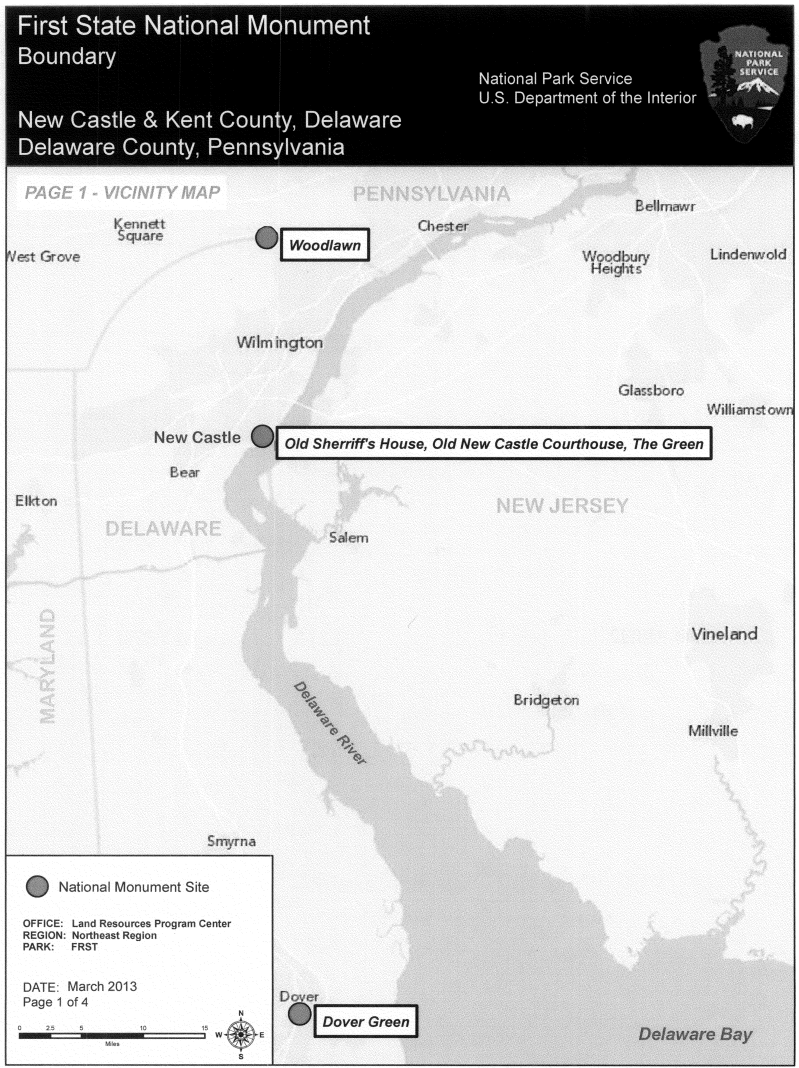 First State National Monument
Boundary
National Park Service
U.S. Department of the Interior
NATIONAL
PARK
SERVICE
New Castle & Kent County, Delaware
Delaware County, Pennsylvania
PAGE 1 - VICINITY MAP
PENNSYLVANIA
Bellmawr
Kennett
Square
Chester
Woodlawn
West Grove
Woodbury
Heights
Lindenwold
Wilmington
Glassboro
Williamstown
New Castle
Old Sherriff's House, Old New Castle Courthouse, The Green
Bear
Elkton
NEW JERSEY
DELAWARE
Salem
MARYLAND
Vineland
Delaware River
Bridgeton
Millville
Smyrna
National Monument Site
OFFICE: Land Resources Program Center
REGION: Northeast Region
PARK: FRST
DATE: March 2013
Page 1 of 4
0 2.5 5 10 15
Miles
N
W E
S
Dover
Dover Green
Delaware Bay